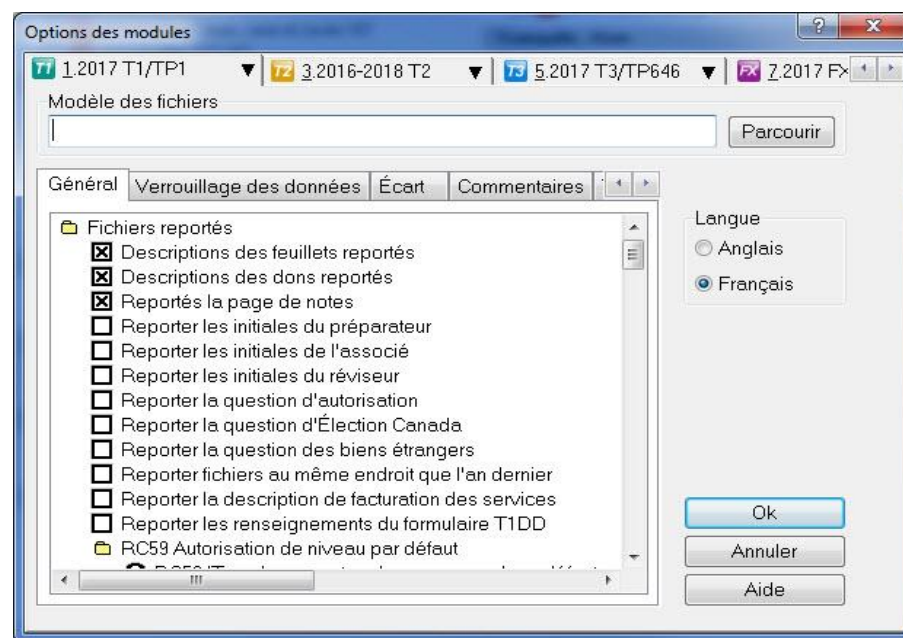 Options des modules
T1 1.2017 T1/TP1 T2 3.2016-2018 T2 T3 5.2017 T3/TP646 FX 7.2017 FX
Modèle des fichiers
Parcourir
Général Verrouillage des données Écart Commentaires
Langue
Anglais
Français
Fichiers reportés
Descriptions des feuillets reportés
Descriptions des dons reportés
Reportés la page de notes
Reporter les initiales du préparateur
Reporter les initiales de l'associé
Reporter les initiales du réviseur
Reporter la question d'autorisation
Reporter la question d'Élection Canada
Reporter la question des biens étrangers
Reporter fichiers au même endroit que l'an dernier
Reporter la description de facturation des services
Reporter les renseignements du formulaire T1DD
RC59 Autorisation de niveau par défaut
Ok
Annuler
Aide